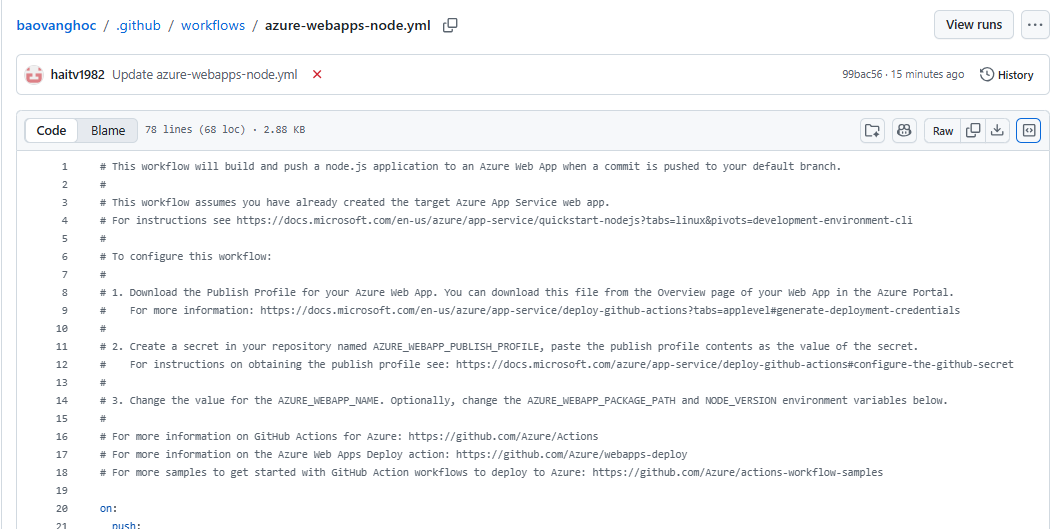 baovanghoc / .github / workflows / azure-webapps-node.yml
View runs
haitv1982 Update azure-webapps-node.yml
99bac56 · 15 minutes ago
History
Code Blame 78 lines (68 loc) · 2.88 KB
Raw
1 # This workflow will build and push a node.js application to an Azure Web App when a commit is pushed to your default branch.
2 #
3 # This workflow assumes you have already created the target Azure App Service web app.
4 # For instructions see https://docs.microsoft.com/en-us/azure/app-service/quickstart-nodejs?tabs=linux&pivots=development-environment-cli
5 #
6 # To configure this workflow:
7 #
8 # 1. Download the Publish Profile for your Azure Web App. You can download this file from the Overview page of your Web App in the Azure Portal.
9 #    For more information: https://docs.microsoft.com/en-us/azure/app-service/deploy-github-actions?tabs=applevel#generate-deployment-credentials
10 #
11 # 2. Create a secret in your repository named AZURE_WEBAPP_PUBLISH_PROFILE, paste the publish profile contents as the value of the secret.
12 #    For instructions on obtaining the publish profile see: https://docs.microsoft.com/azure/app-service/deploy-github-actions#configure-the-github-secret
13 #
14 # 3. Change the value for the AZURE_WEBAPP_NAME. Optionally, change the AZURE_WEBAPP_PACKAGE_PATH and NODE_VERSION environment variables below.
15 #
16 # For more information on GitHub Actions for Azure: https://github.com/Azure/Actions
17 # For more information on the Azure Web Apps Deploy action: https://github.com/Azure/webapps-deploy
18 # For more samples to get started with GitHub Action workflows to deploy to Azure: https://github.com/Azure/actions-workflow-samples
19
20 on:
21   push: